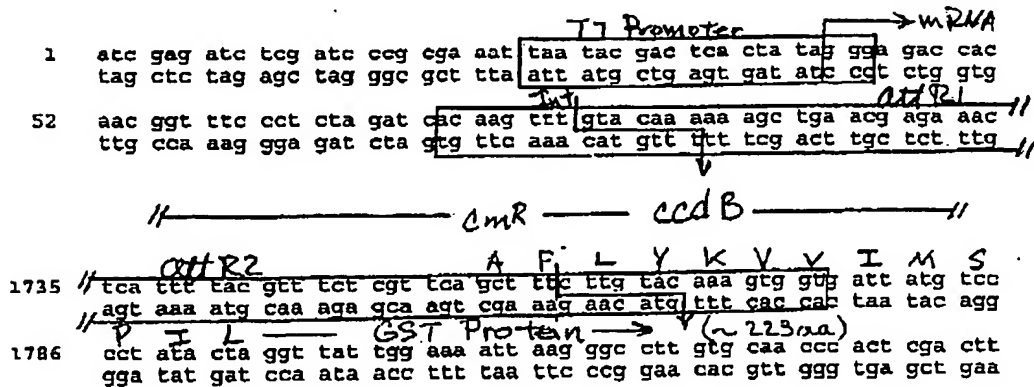 T7 Promoter mRNA
1 atc gag atc tcg atc ccg cga aat taa tac gac tca cta tag gga gac cac
tag ctc tag agc tag ggc gct tta att atg ctg agt gat atc cct ctg gtg
Int attR1
52 aac ggt ttc cct cta gat cac aag ttt gta caa aaa agc tga acg aga aac
ttg cca aag gga gat cta gtg ttc aaa cat gtt ttt tcg act tgc tct ttg
// cmR ccdB //
attR2 A F L Y K V V I M S
1735 tca ttt tac gtt tct cgt tca gct ttc ttg tac aaa gtg gtg att atg tcc
agt aaa atg caa aga gca agt cga aag aac atg ttt cac cac taa tac agg
P I L GST Protein (~223aa)
1786 cct ata cta ggt tat tgg aaa att aag ggc ctt gtg caa ccc act cga ctt
gga tat gat cca ata acc ttt taa ttc ccg gaa cac gtt ggg tga gct gaa